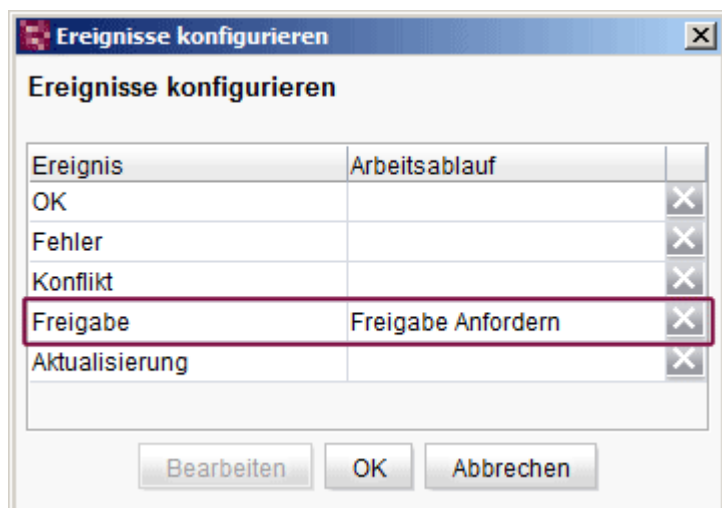 Ereignisse konfigurieren
Ereignisse konfigurieren
Ereignis Arbeitsablauf
OK
Fehler
Konflikt
Freigabe Freigabe Anfordern
Aktualisierung
Bearbeiten OK Abbrechen